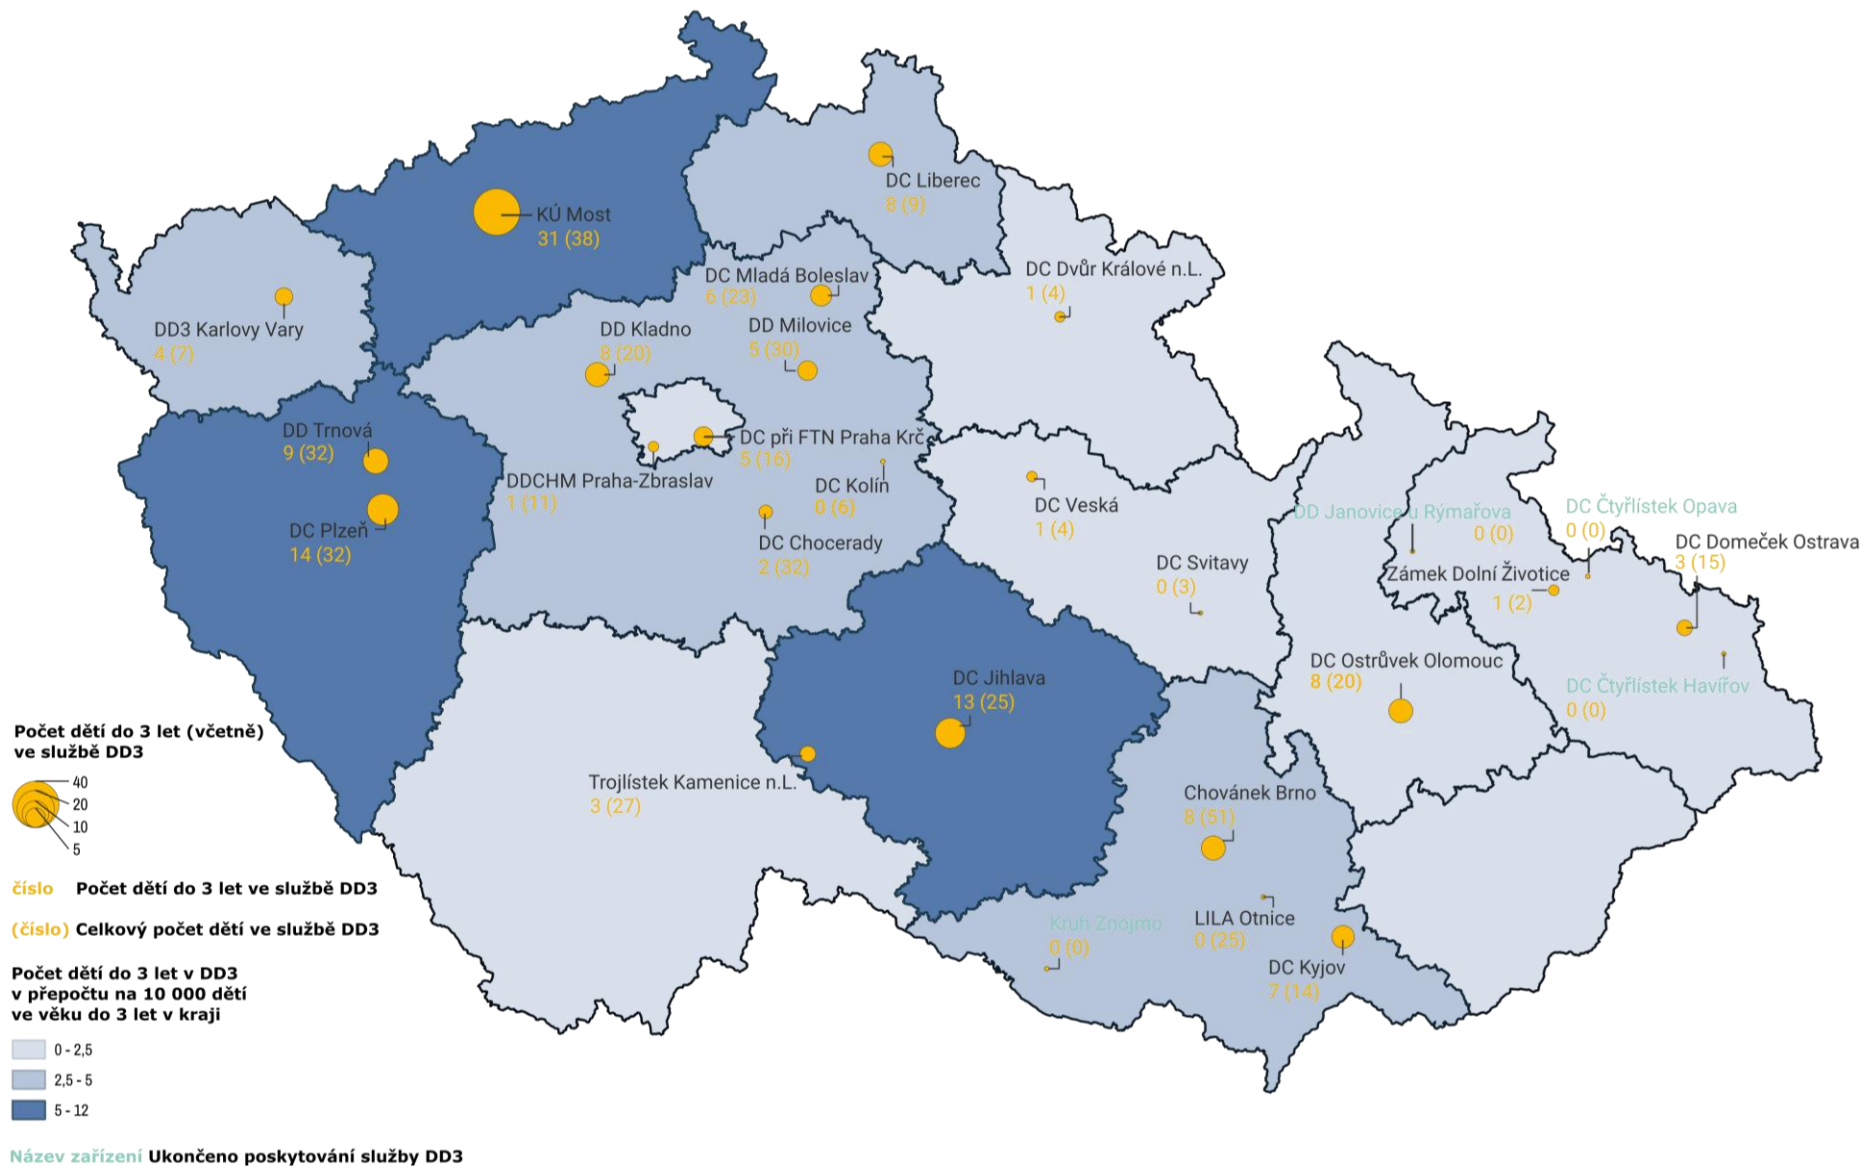 DC Liberec
8 (9)
KÚ Most
31 (38)
DC Mladá Boleslav
6 (23)
DC Dvůr Králové n.L.
1 (4)
DD3 Karlovy Vary
4 (7)
DD Kladno
8 (20)
DD Milovice
5 (30)
DD Trnová
9 (32)
DC při FTN Praha Krč
5 (16)
DDCHM Praha-Zbraslav
1 (11)
DC Kolín
0 (6)
DC Veská
1 (4)
DC Plzeň
14 (32)
DC Chocerady
2 (32)
DC Svitavy
0 (3)
DD Janovice u Rýmařova
0 (0)
DC Čtyřlístek Opava
0 (0)
DC Domeček Ostrava
3 (15)
Zámek Dolní Životice
1 (2)
DC Ostrůvek Olomouc
8 (20)
DC Čtyřlístek Havířov
0 (0)
DC Jihlava
13 (25)
Trojlístek Kamenice n.L.
3 (27)
Chovánek Brno
8 (51)
Kruh Znojmo
0 (0)
LILA Otnice
0 (25)
DC Kyjov
7 (14)
Počet dětí do 3 let (včetně)
ve službě DD3
40
20
10
5
číslo Počet dětí do 3 let ve službě DD3
(číslo) Celkový počet dětí ve službě DD3
Počet dětí do 3 let v DD3
v přepočtu na 10 000 dětí
ve věku do 3 let v kraji
0 - 2,5
2,5 - 5
5 - 12
Název zařízení Ukončeno poskytování služby DD3